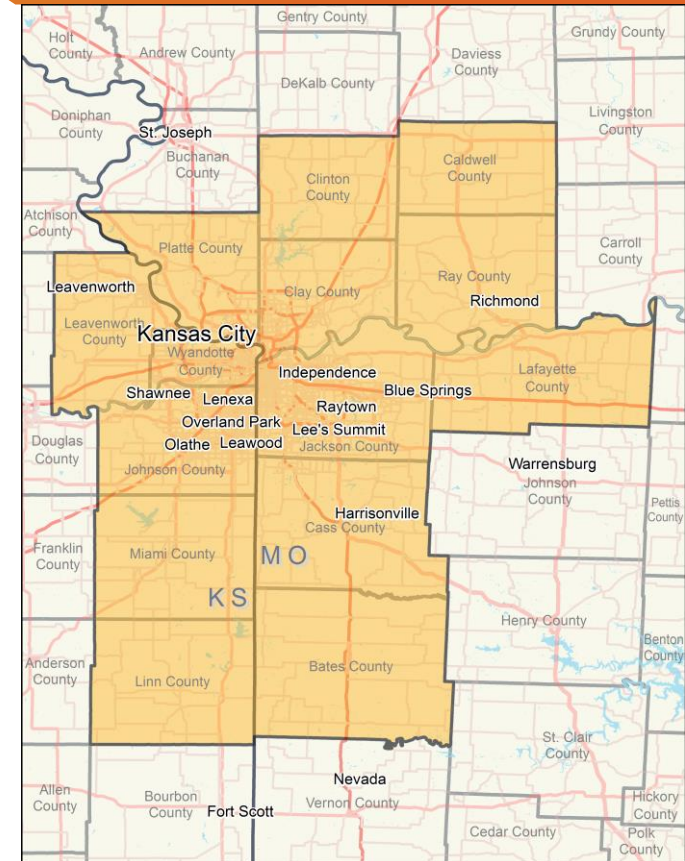 Gentry County
Holt
County
Andrew County
Grundy County
Daviess
County
DeKalb County
Doniphan
County
Livingston
County
St. Joseph
Buchanan
County
Caldwell
County
Clinton
County
Atchison
County
Carroll
County
Platte County
Ray County
Leavenworth
Clay County
Richmond
Leavenworth
County
Kansas City
Wyandotte
County
Independence
Lafayette
County
Blue Springs
Shawnee
Lenexa
Raytown
Overland Park
Lee's Summit
Douglas
County
Olathe
Leawood
Jackson County
Johnson County
Warrensburg
Johnson
County
Pettis
County
Harrisonville
Cass County
Franklin
County
Miami County
MO
KS
Henry County
Benton
County
Anderson
County
Linn County
Bates County
St. Clair
County
Nevada
Allen
County
Bourbon
County
Fort Scott
Vernon County
Hickory
County
Cedar County
Polk
County